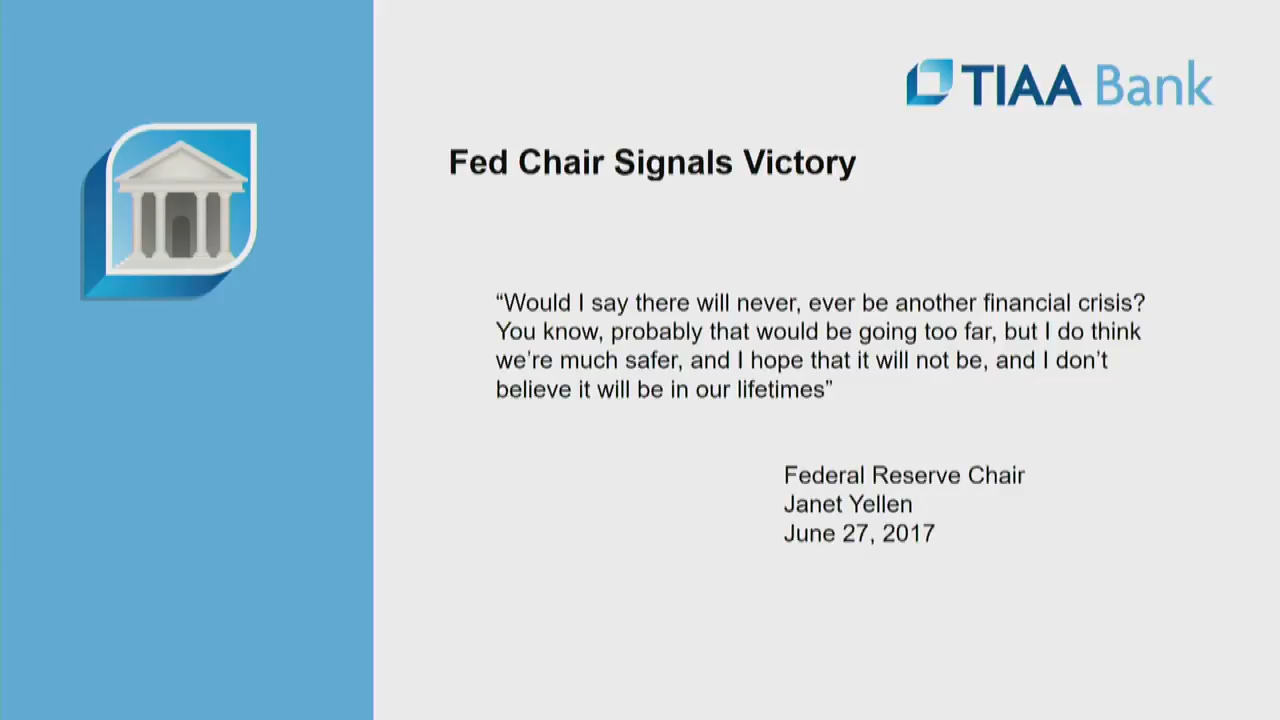 TIAA Bank
Fed Chair Signals Victory
“Would I say there will never, ever be another financial crisis?
You know, probably that would be going too far, but I do think
we’re much safer, and I hope that it will not be, and I don’t
believe it will be in our lifetimes”
Federal Reserve Chair
Janet Yellen
June 27, 2017